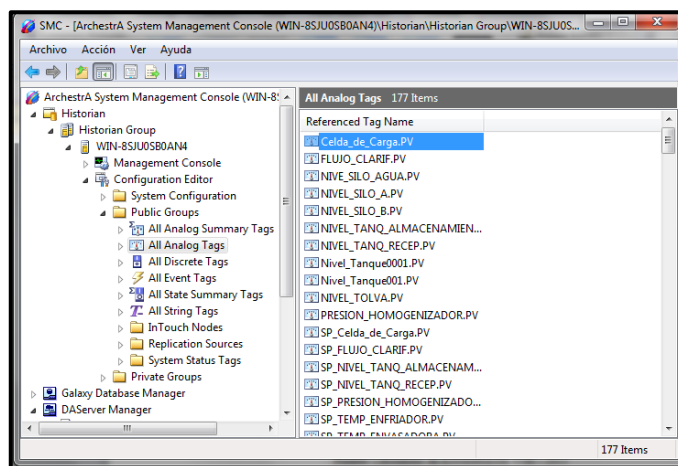 SMC - [ArchestrA System Management Console (WIN-8SJU0SB0AN4)\Historian\Historian Group\WIN-8SJU0S...
Archivo Acción Ver Ayuda
ArchestrA System Management Console (WIN-8
Historian
Historian Group
WIN-8SJU0SB0AN4
Management Console
Configuration Editor
System Configuration
Public Groups
All Analog Summary Tags
All Analog Tags
All Discrete Tags
All Event Tags
All State Summary Tags
All String Tags
InTouch Nodes
Replication Sources
System Status Tags
Private Groups
Galaxy Database Manager
DAServer Manager
All Analog Tags 177 Items
Referenced Tag Name
Celda_de_Carga.PV
FLUJO_CLARIF.PV
NIVE_SILO_AGUA.PV
NIVEL_SILO_A.PV
NIVEL_SILO_B.PV
NIVEL_TANQ_ALMACENAMIEN...
NIVEL_TANQ_RECEP.PV
Nivel_Tanque0001.PV
Nivel_Tanque001.PV
NIVEL_TOLVA.PV
PRESION_HOMOGENIZADOR.PV
SP_Celda_de_Carga.PV
SP_FLUJO_CLARIF.PV
SP_NIVEL_TANQ_ALMACENAM...
SP_NIVEL_TANQ_RECEP.PV
SP_PRESION_HOMOGENIZADO...
SP_TEMP_ENFRIADOR.PV
SP_TEMP_ENVASADORA.PV
177 Items